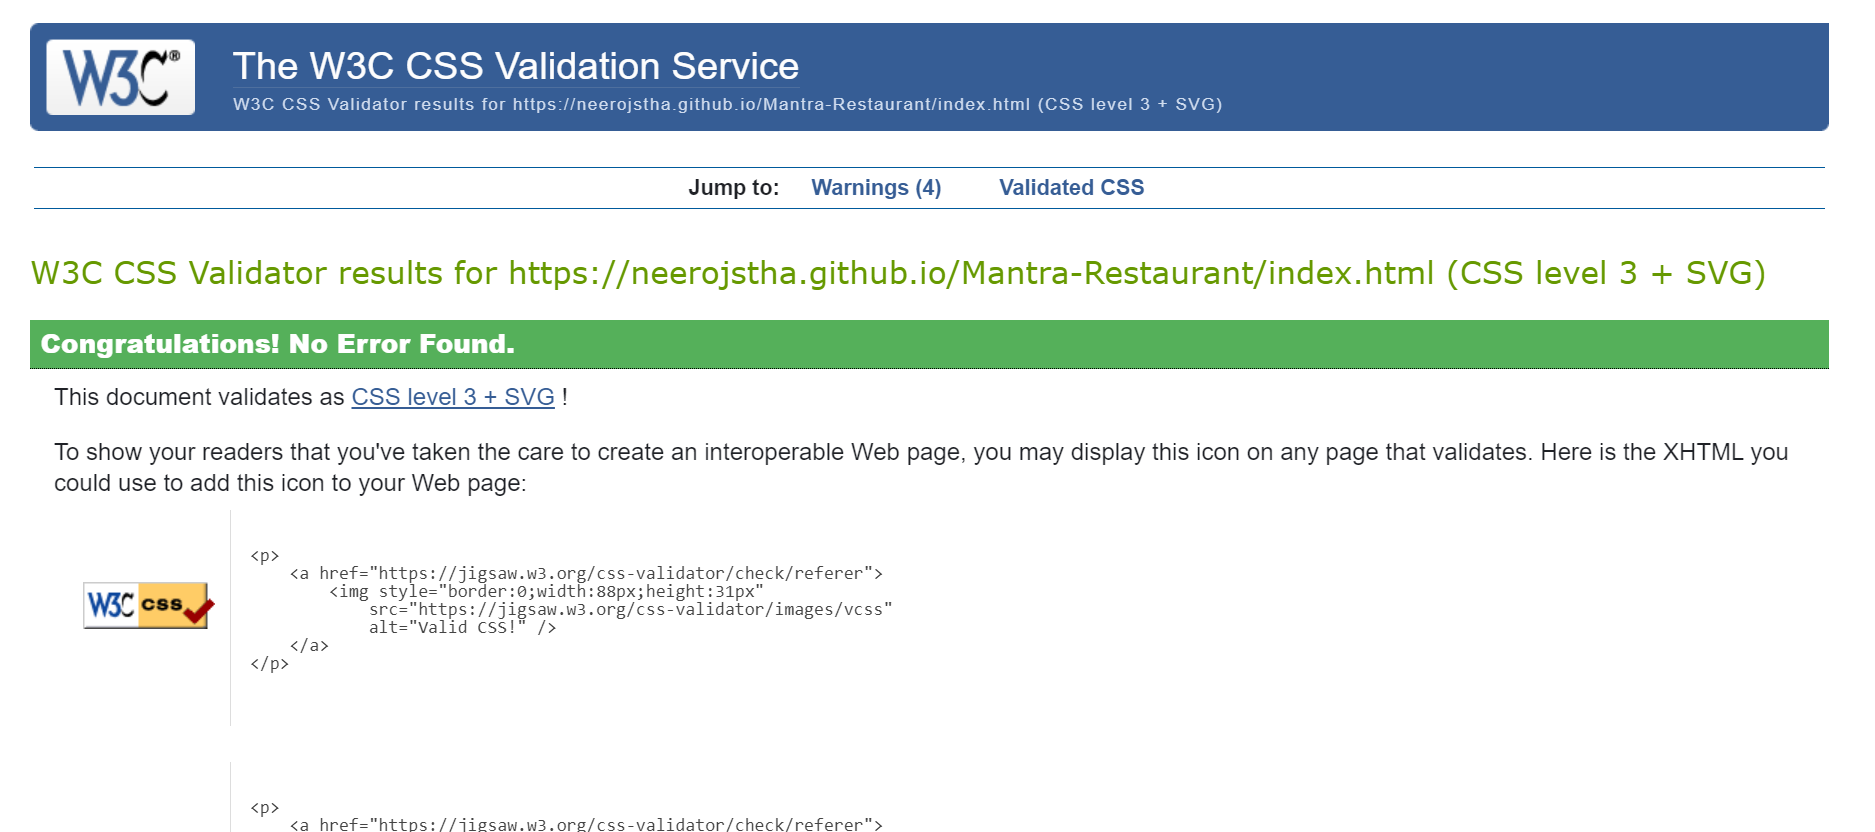 W3C®
The W3C CSS Validation Service
W3C CSS Validator results for https://neerojstha.github.io/Mantra-Restaurant/index.html (CSS level 3 + SVG)
Jump to: Warnings (4) Validated CSS
W3C CSS Validator results for https://neerojstha.github.io/Mantra-Restaurant/index.html (CSS level 3 + SVG)
Congratulations! No Error Found.
This document validates as CSS level 3 + SVG !
To show your readers that you've taken the care to create an interoperable Web page, you may display this icon on any page that validates. Here is the XHTML you
could use to add this icon to your Web page:
W3C css
<p>
    <a href="https://jigsaw.w3.org/css-validator/check/referer">
        <img style="border:0;width:88px;height:31px"
            src="https://jigsaw.w3.org/css-validator/images/vcss"
            alt="Valid CSS!" />
    </a>
</p>
<p>
    <a href="https://jigsaw.w3.org/css-validator/check/referer">